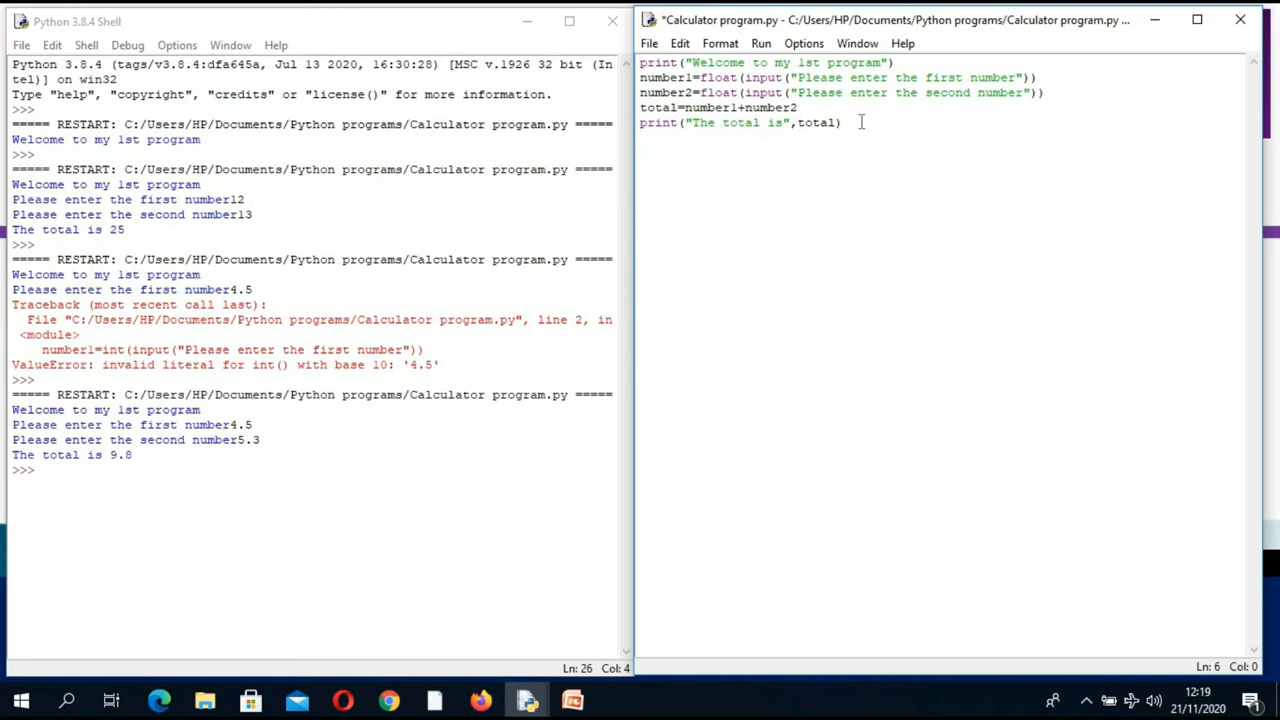 Python 3.8.4 Shell
File Edit Shell Debug Options Window Help
Python 3.8.4 (tags/v3.8.4:dfa645a, Jul 13 2020, 16:30:28) [MSC v.1926 32 bit (In
tel)] on win32
Type "help", "copyright", "credits" or "license()" for more information.
>>>
===== RESTART: C:/Users/HP/Documents/Python programs/Calculator program.py =====
Welcome to my 1st program
>>>
===== RESTART: C:/Users/HP/Documents/Python programs/Calculator program.py =====
Welcome to my 1st program
Please enter the first number12
Please enter the second number13
The total is 25
>>>
===== RESTART: C:/Users/HP/Documents/Python programs/Calculator program.py =====
Welcome to my 1st program
Please enter the first number4.5
Traceback (most recent call last):
File "C:/Users/HP/Documents/Python programs/Calculator program.py", line 2, in
<module>
number1=int(input("Please enter the first number"))
ValueError: invalid literal for int() with base 10: '4.5'
>>>
===== RESTART: C:/Users/HP/Documents/Python programs/Calculator program.py =====
Welcome to my 1st program
Please enter the first number4.5
Please enter the second number5.3
The total is 9.8
>>>
Ln: 26 Col: 4
*Calculator program.py - C:/Users/HP/Documents/Python programs/Calculator program.py ...
File Edit Format Run Options Window Help
print("Welcome to my 1st program")
number1=float(input("Please enter the first number"))
number2=float(input("Please enter the second number"))
total=number1+number2
print("The total is",total)
Ln: 6 Col: 0
12:19
21/11/2020
1